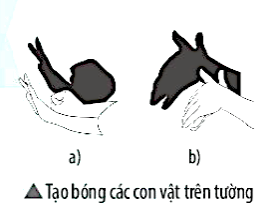 a) b)
▲ Tạo bóng các con vật trên tường